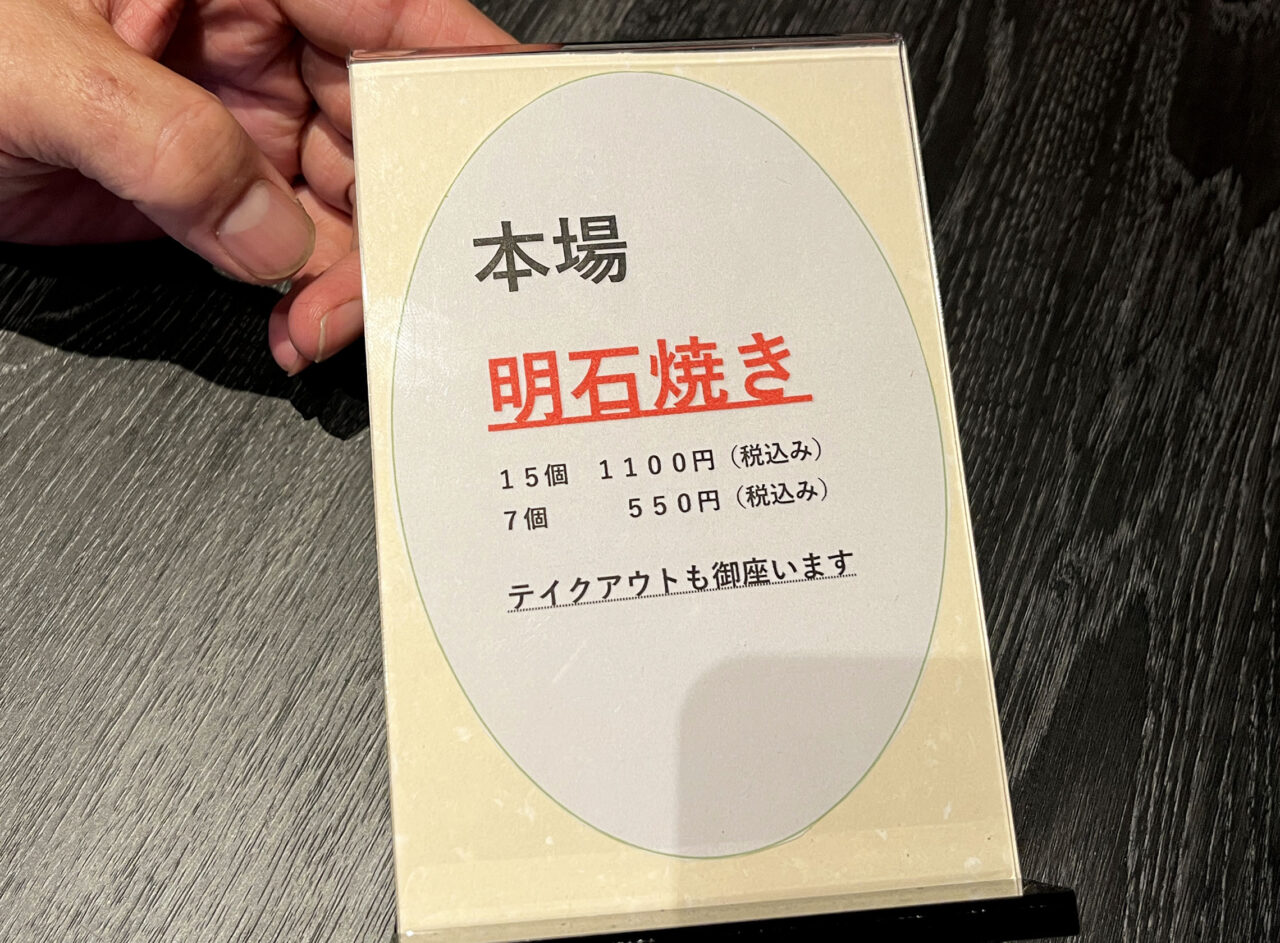 本場
明石焼き
１５個　１１００円（税込み）
７個　　　５５０円（税込み）
テイクアウトも御座います